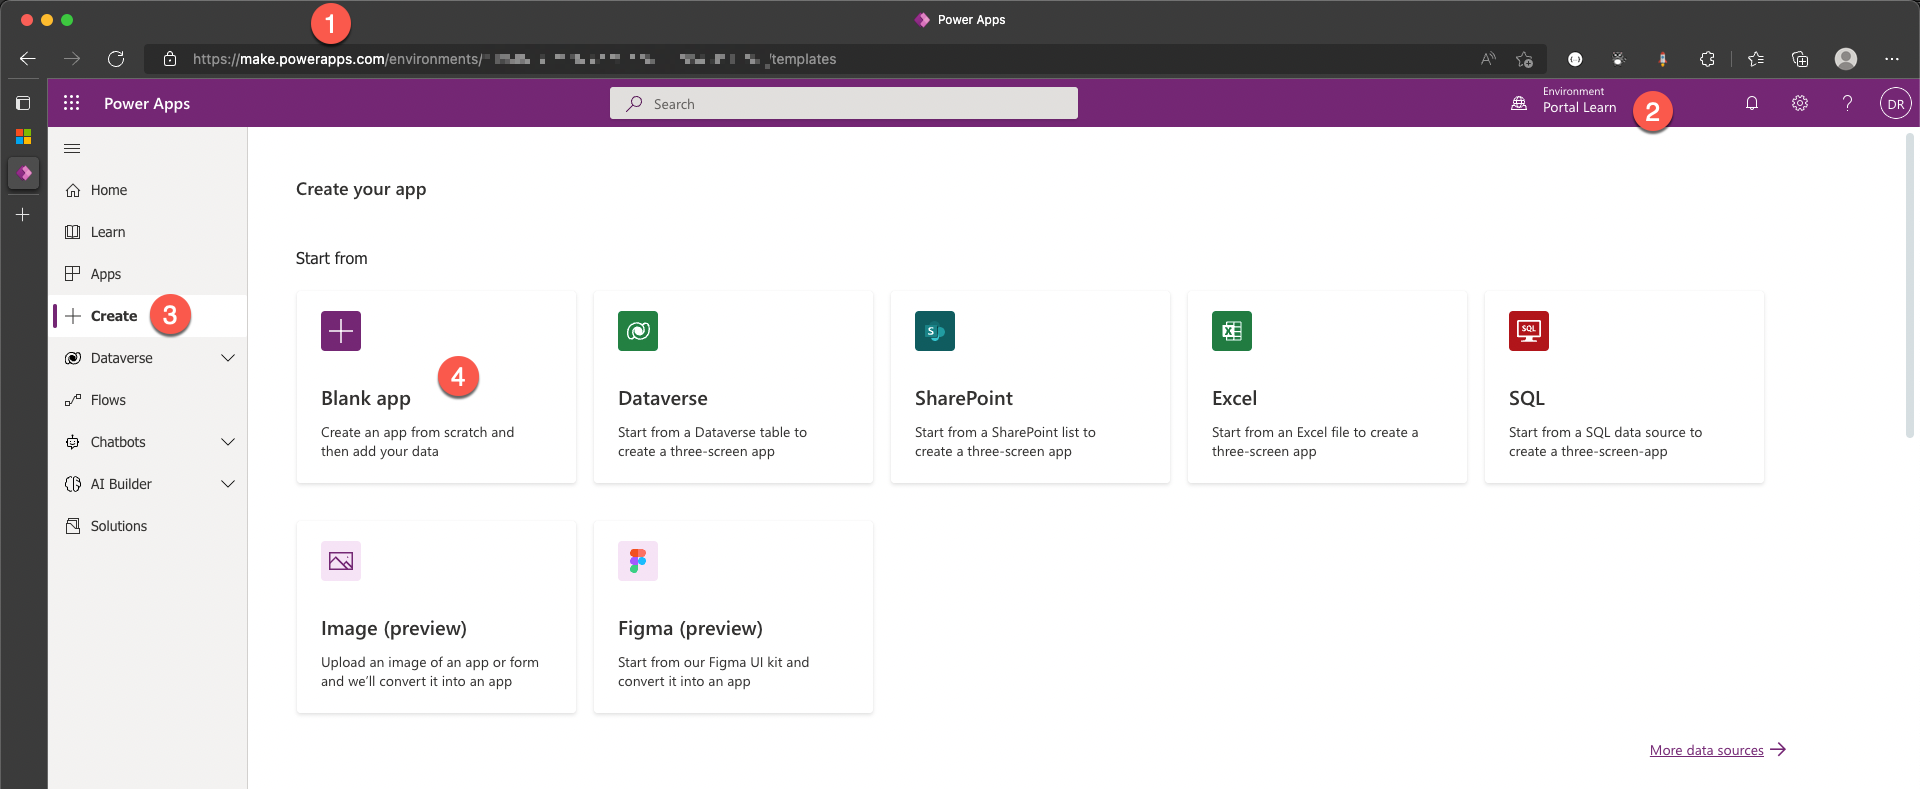 1
Power Apps
https://make.powerapps.com/environments/
/templates
Power Apps
Search
Environment
Portal Learn
2
DR
Home
Learn
Apps
Create
3
Dataverse
Flows
Chatbots
AI Builder
Solutions
Create your app
Start from
4
Blank app
Create an app from scratch and
then add your data
Dataverse
Start from a Dataverse table to
create a three-screen app
S
SharePoint
Start from a SharePoint list to
create a three-screen app
X
Excel
Start from an Excel file to create a
three-screen app
SQL
SQL
Start from a SQL data source to
create a three-screen-app
Image (preview)
Upload an image of an app or form
and we'll convert it into an app
Figma (preview)
Start from our Figma UI kit and
convert it into an app
More data sources